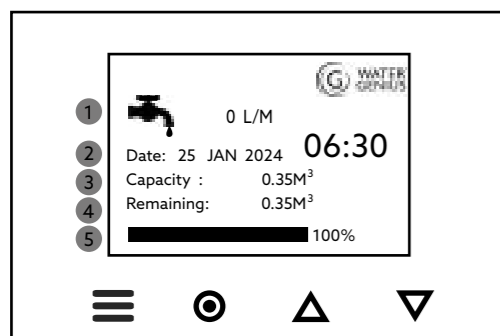 G WATER
GENIUS
1
0 L/M
06:30
2
Date: 25 JAN 2024
3
Capacity : 0.35M³
4
Remaining: 0.35M³
5
100%